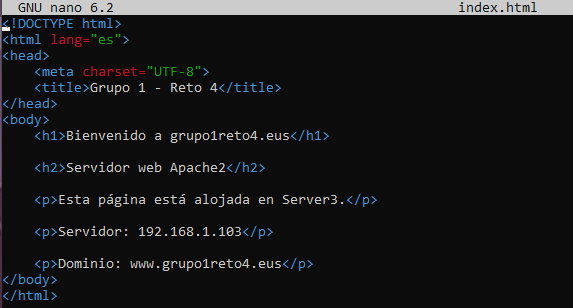 GNU nano 6.2 index.html
<!DOCTYPE html>
<html lang="es">
<head>
    <meta charset="UTF-8">
    <title>Grupo 1 - Reto 4</title>
</head>
<body>
    <h1>Bienvenido a grupo1reto4.eus</h1>

    <h2>Servidor web Apache2</h2>

    <p>Esta página está alojada en Server3.</p>

    <p>Servidor: 192.168.1.103</p>

    <p>Dominio: www.grupo1reto4.eus</p>
</body>
</html>